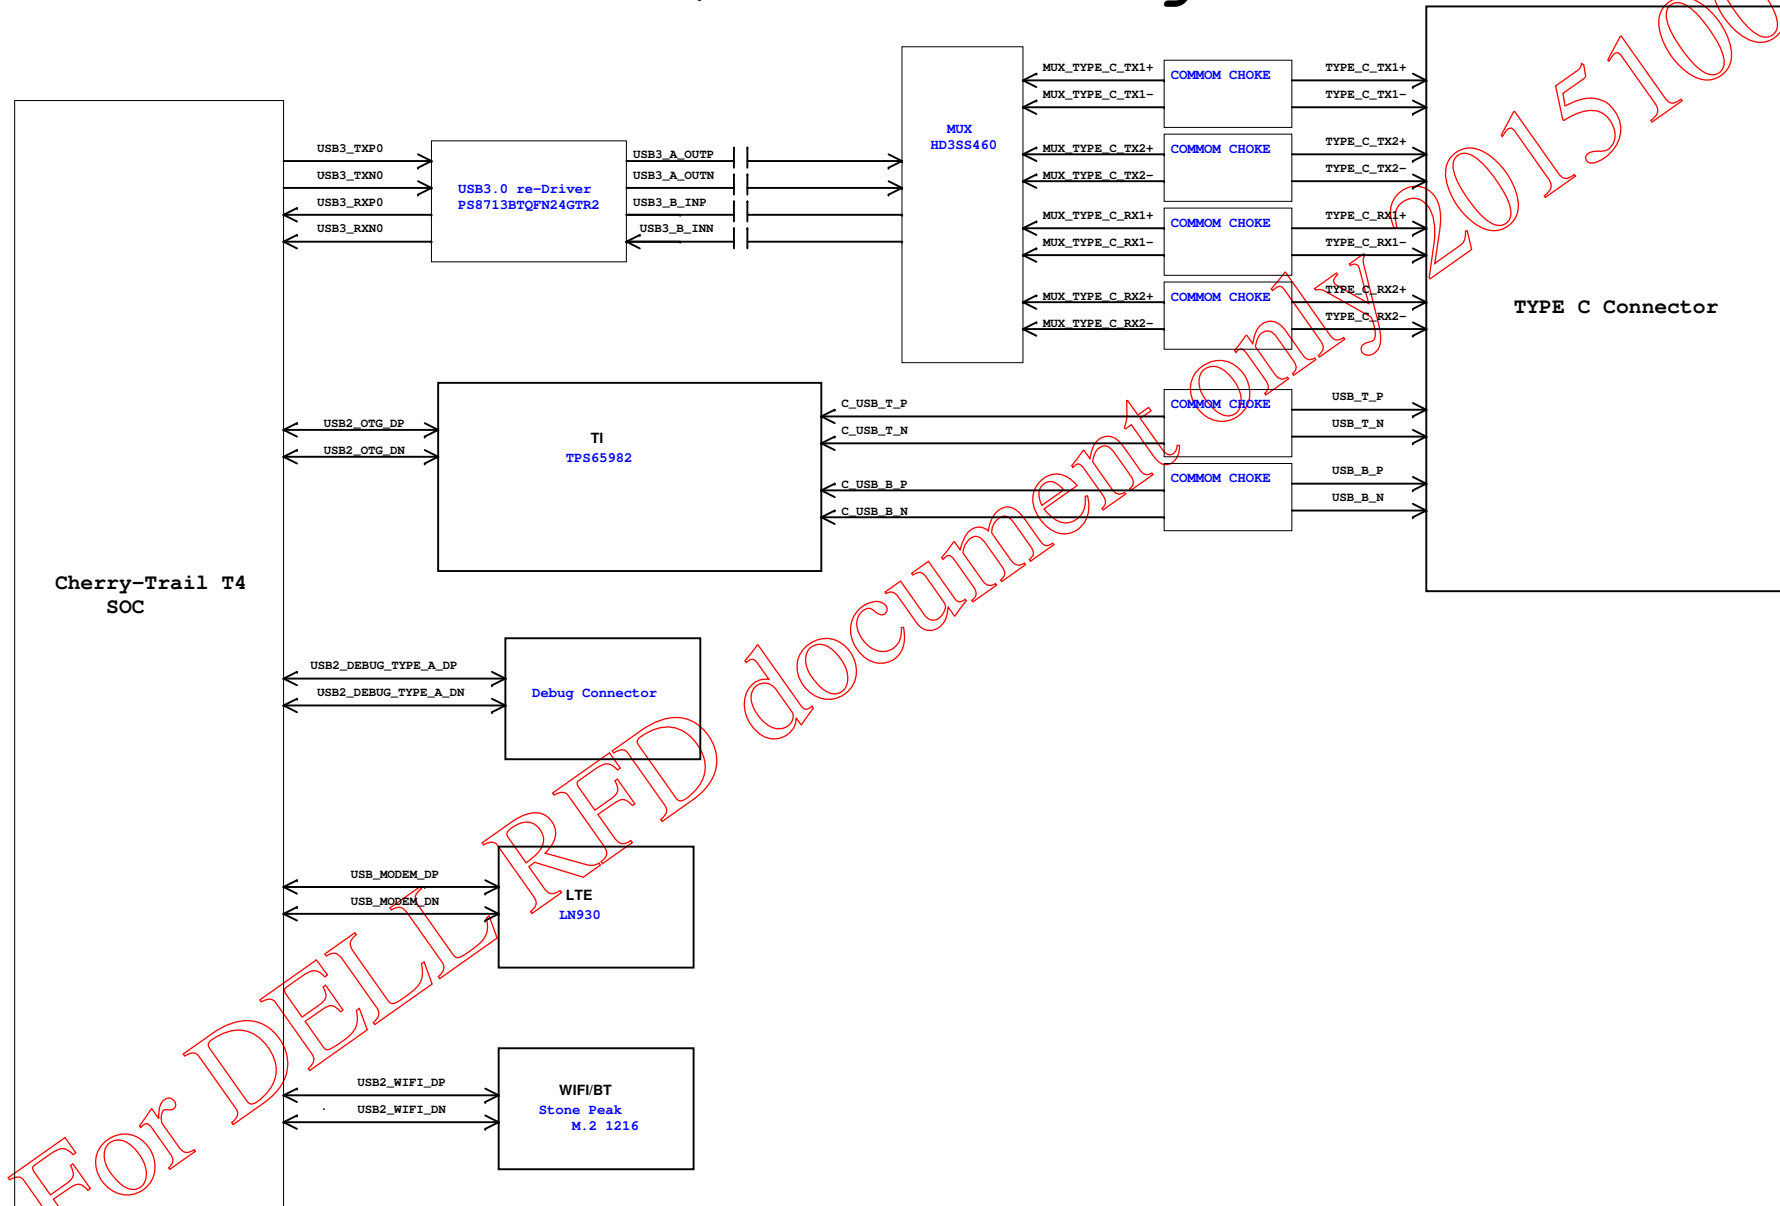 USB3_TXP0
USB3_TXN0
USB3_RXP0
USB3_RXN0
USB3.0 re-Driver
PS8713BTQFN24GTR2
USB3_A_OUTP
USB3_A_OUTN
USB3_B_INP
USB3_B_INN
MUX
HD3SS460
MUX_TYPE_C_TX1+
MUX_TYPE_C_TX1-
MUX_TYPE_C_TX2+
MUX_TYPE_C_TX2-
MUX_TYPE_C_RX1+
MUX_TYPE_C_RX1-
MUX_TYPE_C_RX2+
MUX_TYPE_C_RX2-
COMMOM CHOKE
COMMOM CHOKE
COMMOM CHOKE
COMMOM CHOKE
TYPE_C_TX1+
TYPE_C_TX1-
TYPE_C_TX2+
TYPE_C_TX2-
TYPE_C_RX1+
TYPE_C_RX1-
TYPE_C_RX2+
TYPE_C_RX2-
TYPE C Connector
USB2_OTG_DP
USB2_OTG_DN
TI
TPS65982
C_USB_T_P
C_USB_T_N
C_USB_B_P
C_USB_B_N
COMMOM CHOKE
COMMOM CHOKE
USB_T_P
USB_T_N
USB_B_P
USB_B_N
Cherry-Trail T4
SOC
USB2_DEBUG_TYPE_A_DP
USB2_DEBUG_TYPE_A_DN
Debug Connector
USB_MODEM_DP
USB_MODEM_DN
LTE
LN930
USB2_WIFI_DP
USB2_WIFI_DN
WIFI/BT
Stone Peak
M.2 1216
For DELL RFD document only 2015100